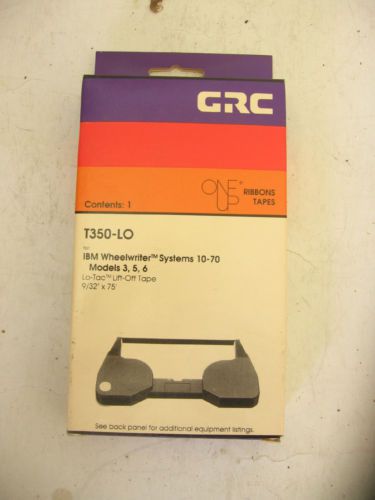 GRC
ONE
UP+
RIBBONS
TAPES
Contents: 1
T350-LO
for
IBM Wheelwriter™ Systems 10-70
Models 3, 5, 6
Lo-Tac™ Lift-Off Tape
9/32" x 75'
See back panel for additional equipment listings.